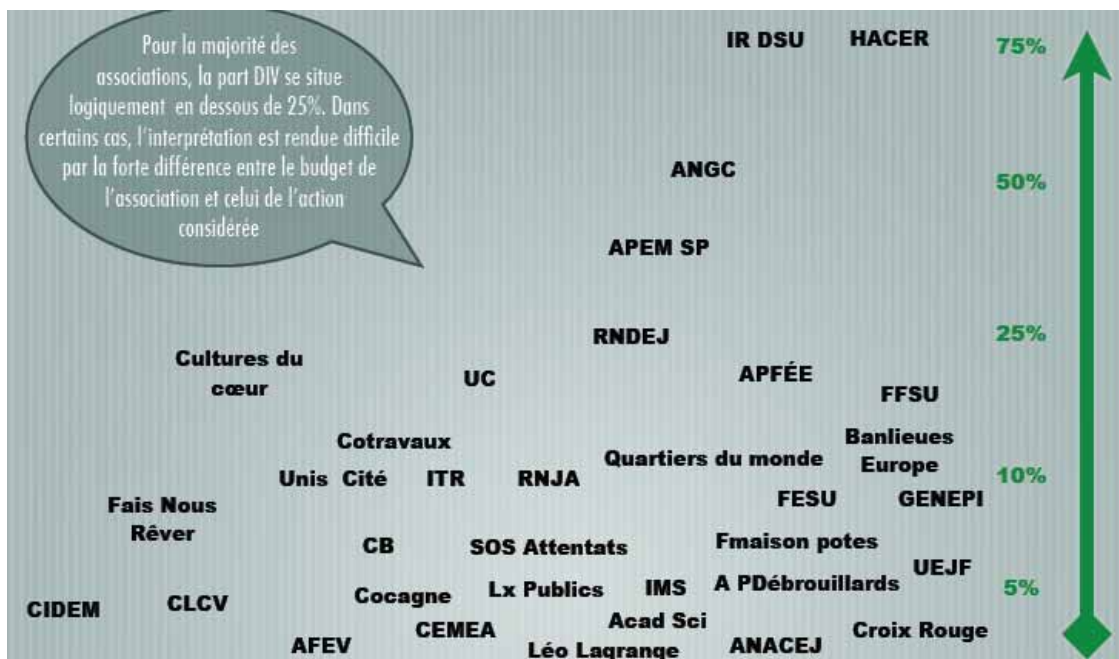 Pour la majorité des
associations, la part DIV se situe
logiquement en dessous de 25%. Dans
certains cas, l'interprétation est rendue difficile
par la forte différence entre le budget de
l'association et celui de l'action
considérée
IR DSU HACER 75%
ANGC 50%
APEM SP
RNDEJ 25%
Cultures du
cœur
UC APFÉE
FFSU
Cotravaux
Quartiers du monde
Banlieues
Europe
Unis Cité ITR RNJA 10%
Fais Nous
Rêver
FESU GENEPI
CB SOS Attentats Fmaison potes
UEJF
Cocagne Lx Publics IMS A PDébrouillards 5%
CIDEM CLCV
Acad Sci
AFEV CEMEA Léo Lagrange ANACEJ Croix Rouge